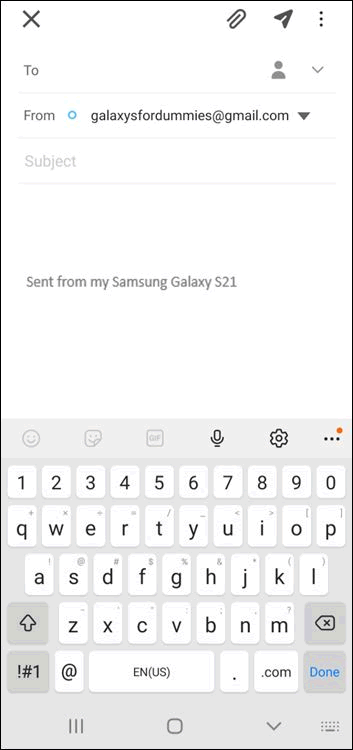 To
From galaxysfordummies@gmail.com
Subject
Sent from my Samsung Galaxy S21
GIF
1 2 3 4 5 6 7 8 9 0
+ × ÷ = / _ < > [ ]
q w e r t y u i o p
! @ # $ % & * ( )
a s d f g h j k l
- ' " : ; , ?
z x c v b n m
!#1 @ EN(US) . .com Done